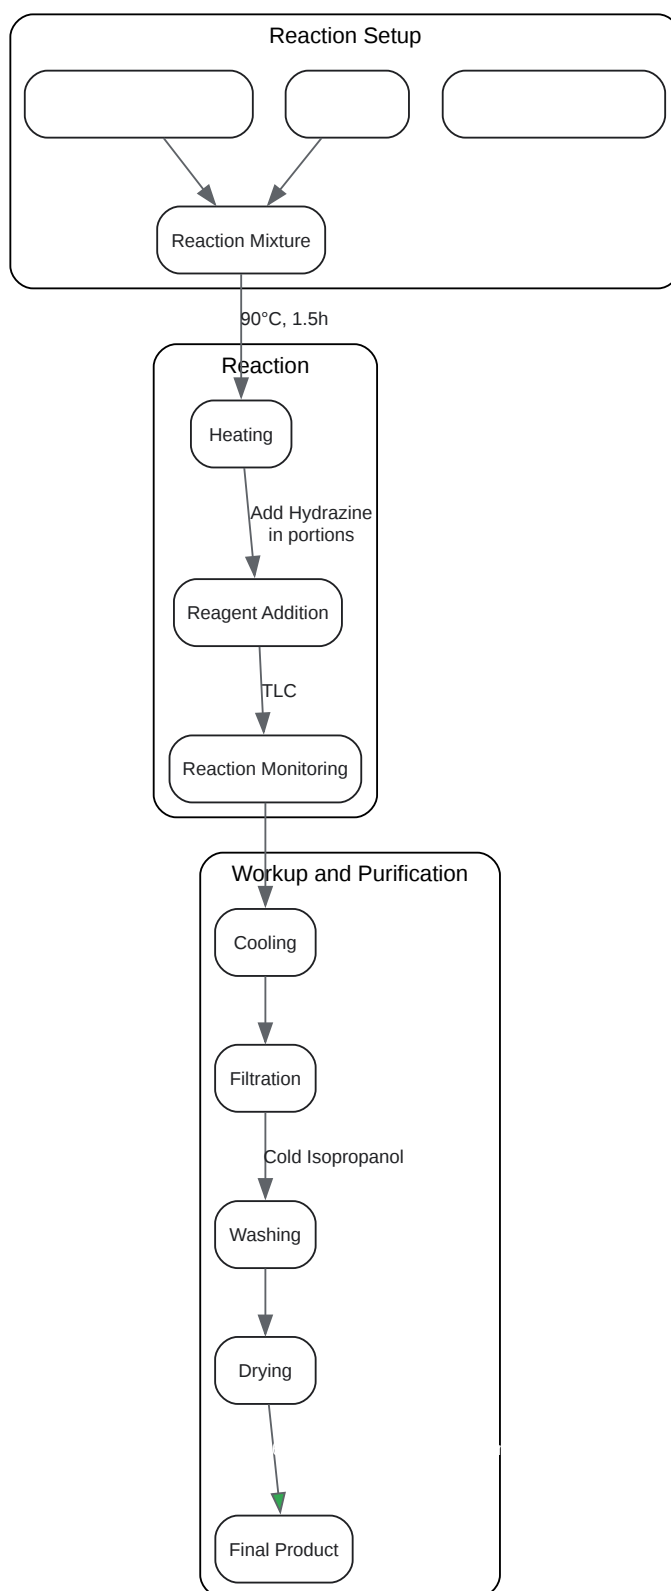 Reaction Setup
Reaction Mixture
90°C, 1.5h
Reaction
Heating
Add Hydrazine
in portions
Reagent Addition
TLC
Reaction Monitoring
Workup and Purification
Cooling
Filtration
Cold Isopropanol
Washing
Drying
Final Product